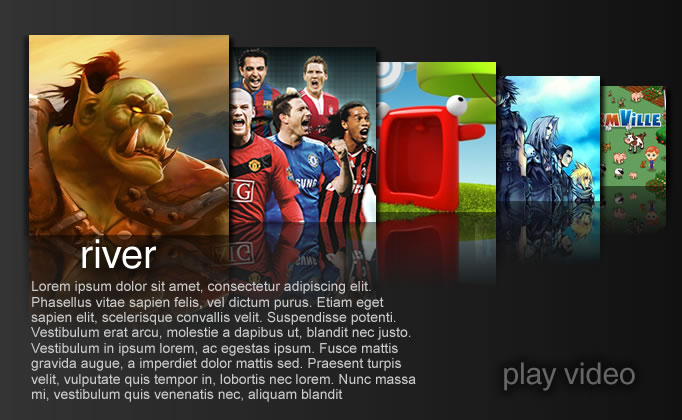 MVILLE
AIG
SAMSUNG
river
Lorem ipsum dolor sit amet, consectetur adipiscing elit.
Phasellus vitae sapien felis, vel dictum purus. Etiam eget
sapien elit, scelerisque convallis velit. Suspendisse potenti.
Vestibulum erat arcu, molestie a dapibus ut, blandit nec justo.
Vestibulum in ipsum lorem, ac egestas ipsum. Fusce mattis
gravida augue, a imperdiet dolor mattis. Praesent turpis
velit, vulputate quis tempor in, lobortis nec lorem. Nunc massa
mi, vestibulum quis venenatis nec, aliquam blandit
play video